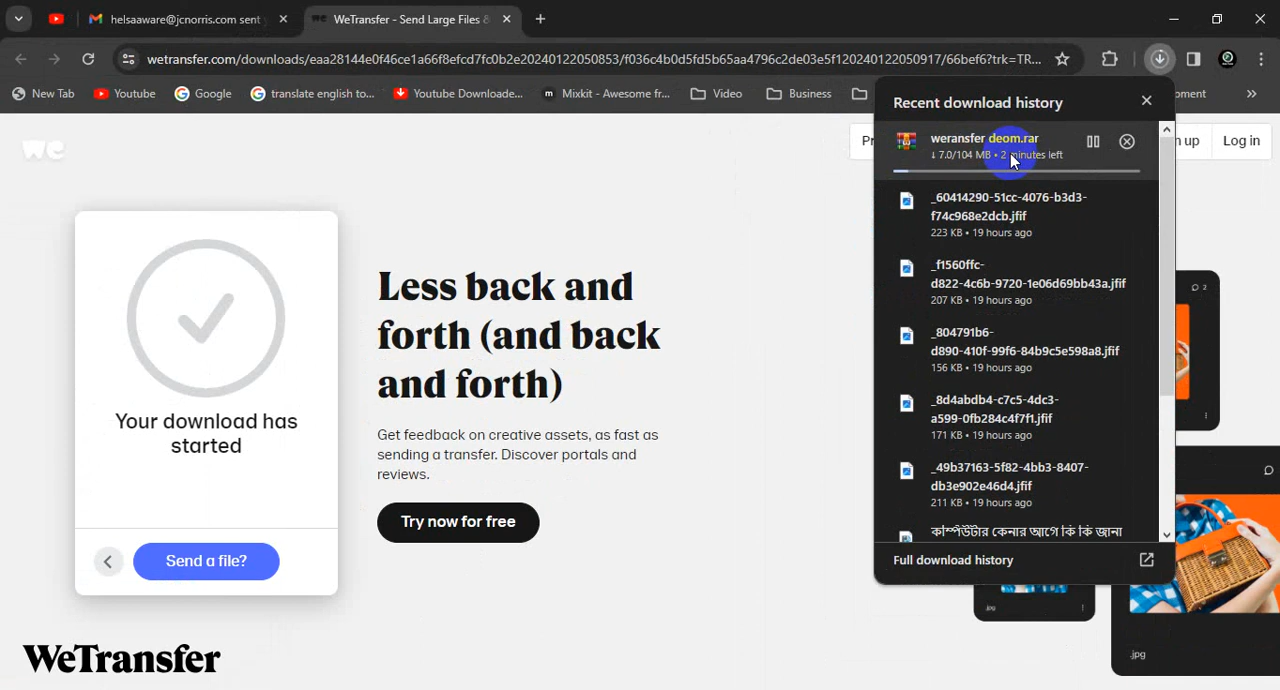 helsaaware@jcnorris.com sent
WeTransfer - Send Large Files &
wetransfer.com/downloads/eaa28144e0f46ce1a66f8efcd7fc0b2e20240122050853/f036c4b0d5fd5b65aa4796c2de03e5f120240122050917/66bef6?trk=TR...
New Tab
Youtube
Google
translate english to...
Youtube Downloade...
Mixkit - Awesome fr...
Video
Business
»
we
Log in
Recent download history
weransfer deom.rar
↓ 7.0/104 MB • 2 minutes left
_60414290-51cc-4076-b3d3-
f74c968e2dcb.jfif
223 KB • 19 hours ago
_f1560ffc-
d822-4c6b-9720-1e06d69bb43a.jfif
207 KB • 19 hours ago
_804791b6-
d890-410f-99f6-84b9c5e598a8.jfif
156 KB • 19 hours ago
_8d4abdb4-c7c5-4dc3-
a599-0fb284c4f7f1.jfif
171 KB • 19 hours ago
_49b37163-5f82-4bb3-8407-
db3e902e46d4.jfif
211 KB • 19 hours ago
কম্পিউটার কেনার আগে কি কি জানা
Full download history
Your download has
started
Send a file?
Less back and
forth (and back
and forth)
Get feedback on creative assets, as fast as
sending a transfer. Discover portals and
reviews.
Try now for free
2
.jpg
.jpg
WeTransfer